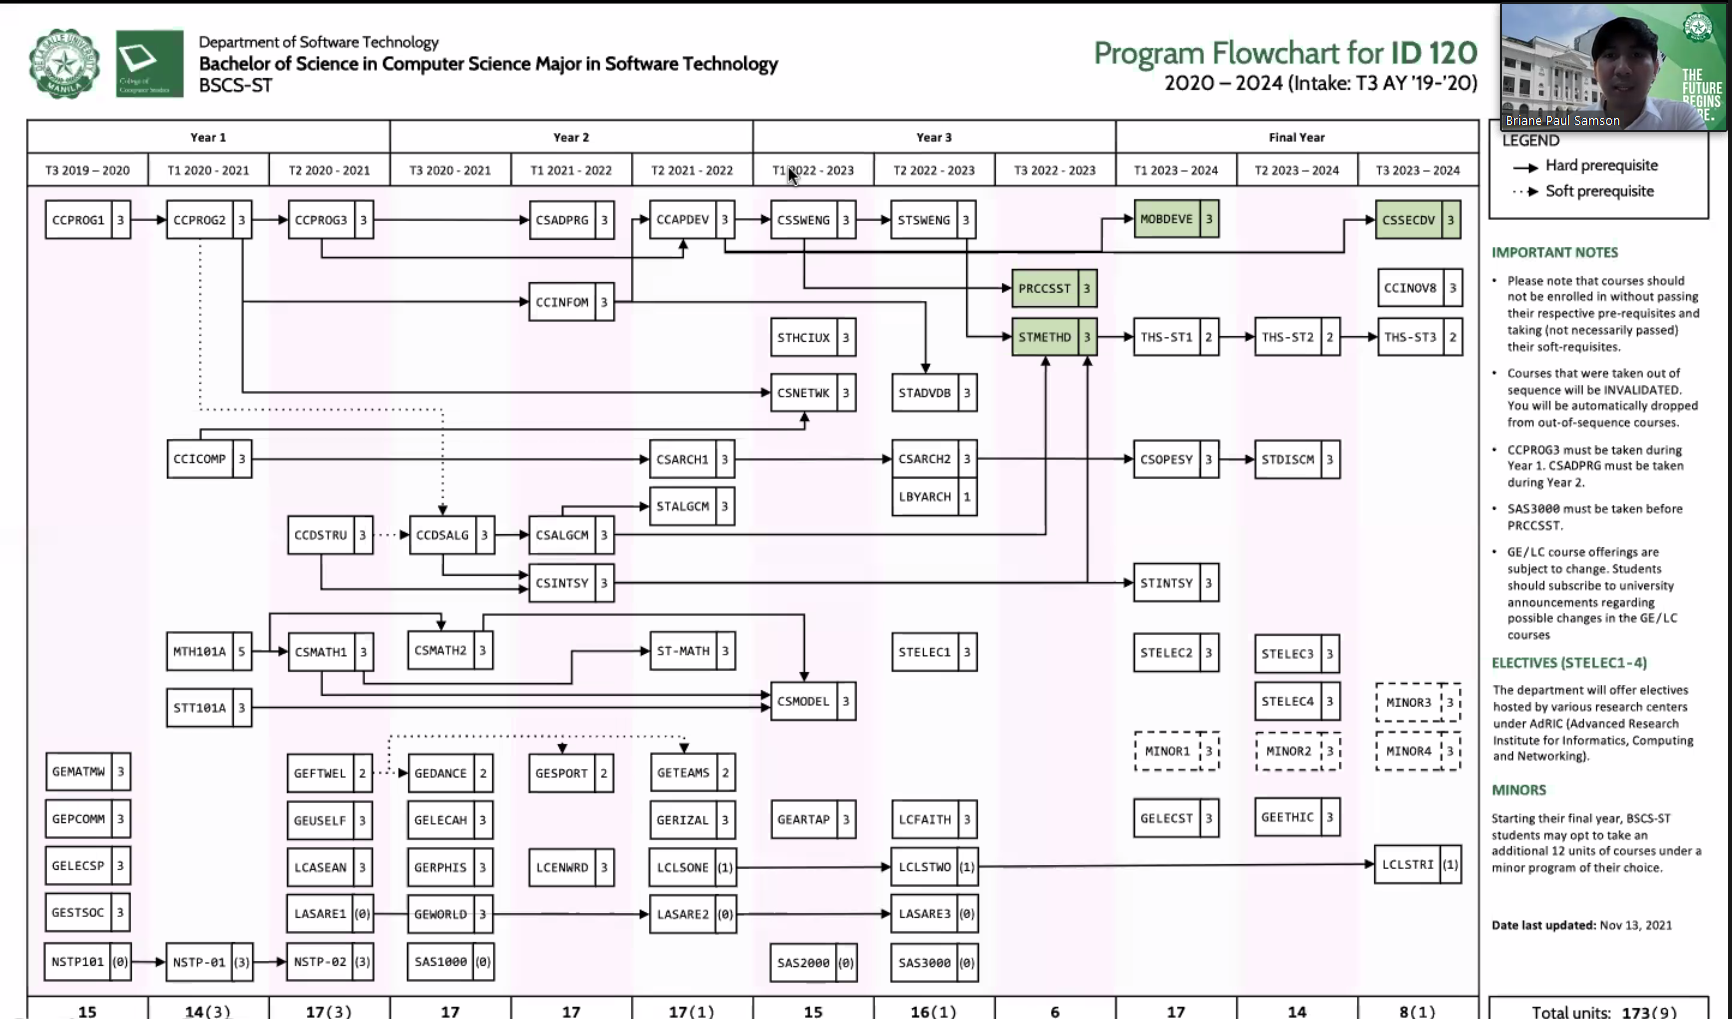 Department of Software Technology
Bachelor of Science in Computer Science Major in Software Technology
BSCS-ST
Program Flowchart for ID 120
2020 – 2024 (Intake: T3 AY '19-'20)
DE LA SALLE UNIVERSITY
MANILA
College of
Computer Studies
THE
FUTURE
BEGINS
HERE.
Briane Paul Samson
Year 1 Year 2 Year 3 Final Year
T3 2019 – 2020 T1 2020 - 2021 T2 2020 - 2021 T3 2020 - 2021 T1 2021 - 2022 T2 2021 - 2022 T1 2022 - 2023 T2 2022 - 2023 T3 2022 - 2023 T1 2023 – 2024 T2 2023 – 2024 T3 2023 – 2024
CCPROG1 3 CCPROG2 3 CCPROG3 3 CSADPRG 3 CCAPDEV 3 CSSWENG 3 STSWENG 3 MOBDEVE 3 CSSECDV 3
CCINFOM 3 PRCCSST 3 CCINOV8 3
STHCIUX 3 STMETHD 3 THS-ST1 2 THS-ST2 2 THS-ST3 2
CSNETWK 3 STADVDB 3
CCICOMP 3 CSARCH1 3 CSARCH2 3 CSOPESY 3 STDISCM 3
STALGCM 3 LBYARCH 1
CCDSTRU 3 CCDSALG 3 CSALGCM 3
CSINTSY 3 STINTSY 3
MTH101A 5 CSMATH1 3 CSMATH2 3 ST-MATH 3 STELEC1 3 STELEC2 3 STELEC3 3
STT101A 3 CSMODEL 3 STELEC4 3 MINOR3 3
MINOR1 3 MINOR2 3 MINOR4 3
GEMATMW 3 GEFTWEL 2 GEDANCE 2 GESPORT 2 GETEAMS 2
GEPCOMM 3 GEUSELF 3 GELECAH 3 GERIZAL 3 GEARTAP 3 LCFAITH 3 GELECST 3 GEETHIC 3
GELECSP 3 LCASEAN 3 GERPHIS 3 LCENWRD 3 LCLSONE (1) LCLSTWO (1) LCLSTRI (1)
GESTSOC 3 LASARE1 (0) GEWORLD 3 LASARE2 (0) LASARE3 (0)
NSTP101 (0) NSTP-01 (3) NSTP-02 (3) SAS1000 (0) SAS2000 (0) SAS3000 (0)
15 14(3) 17(3) 17 17 17(1) 15 16(1) 6 17 14 8(1)
LEGEND
Hard prerequisite
Soft prerequisite
IMPORTANT NOTES
• Please note that courses should
not be enrolled in without passing
their respective pre-requisites and
taking (not necessarily passed)
their soft-requisites.
• Courses that were taken out of
sequence will be INVALIDATED.
You will be automatically dropped
from out-of-sequence courses.
• CCPROG3 must be taken during
Year 1. CSADPRG must be taken
during Year 2.
• SAS3000 must be taken before
PRCCSST.
• GE/LC course offerings are
subject to change. Students
should subscribe to university
announcements regarding
possible changes in the GE/LC
courses
ELECTIVES (STELEC1-4)
The department will offer electives
hosted by various research centers
under AdRIC (Advanced Research
Institute for Informatics, Computing
and Networking).
MINORS
Starting their final year, BSCS-ST
students may opt to take an
additional 12 units of courses under a
minor program of their choice.
Date last updated: Nov 13, 2021
Total units: 173(9)